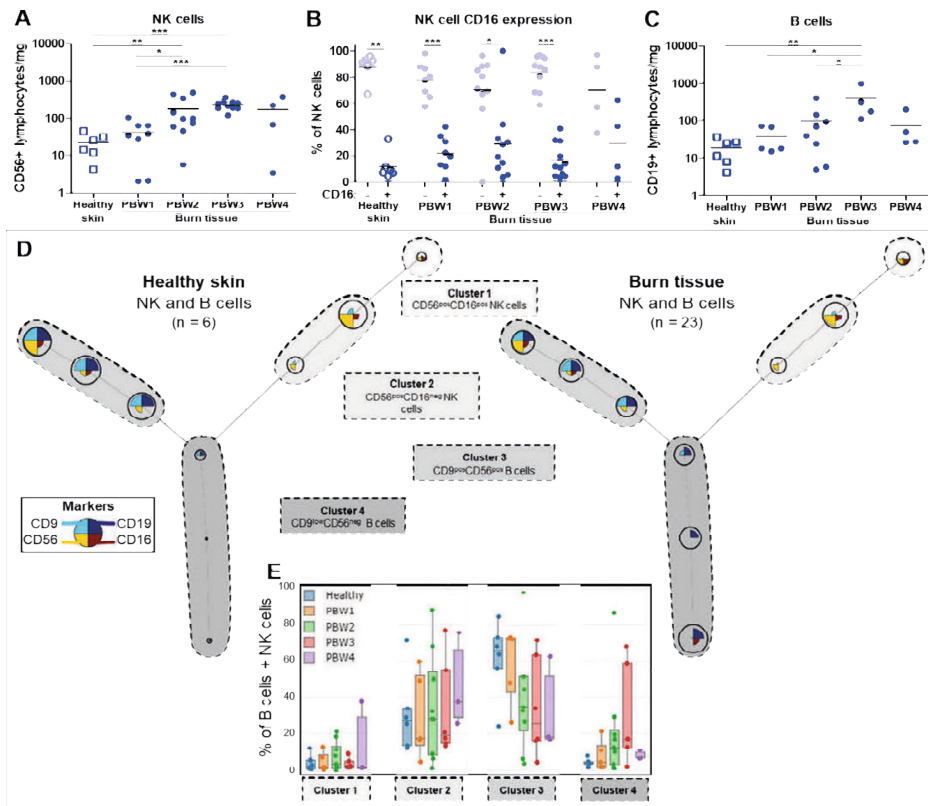 A
NK cells
CD56+ lymphocytes/mg
10000
1000
100
10
1
***
**
*
***
Healthy skin
PBW1
PBW2
PBW3
PBW4
Burn tissue
B
NK cell CD16 expression
% of NK cells
100
80
60
40
20
0
**
***
*
***
CD16:
- + - + - + - + - +
Healthy skin
PBW1
PBW2
PBW3
PBW4
Burn tissue
C
B cells
CD19+ lymphocytes/mg
10000
1000
100
10
1
**
*
*
Healthy skin
PBW1
PBW2
PBW3
PBW4
Burn tissue
D
Healthy skin
NK and B cells
(n = 6)
Cluster 1
CD56posCD16pos NK cells
Cluster 2
CD56posCD16neg NK
cells
Cluster 3
CD9posCD56pos B cells
Cluster 4
CD9lowCD56neg B cells
Burn tissue
NK and B cells
(n = 23)
Markers
CD9
CD19
CD56
CD16
E
% of B cells + NK cells
100
80
60
40
20
0
Healthy
PBW1
PBW2
PBW3
PBW4
Cluster 1
Cluster 2
Cluster 3
Cluster 4